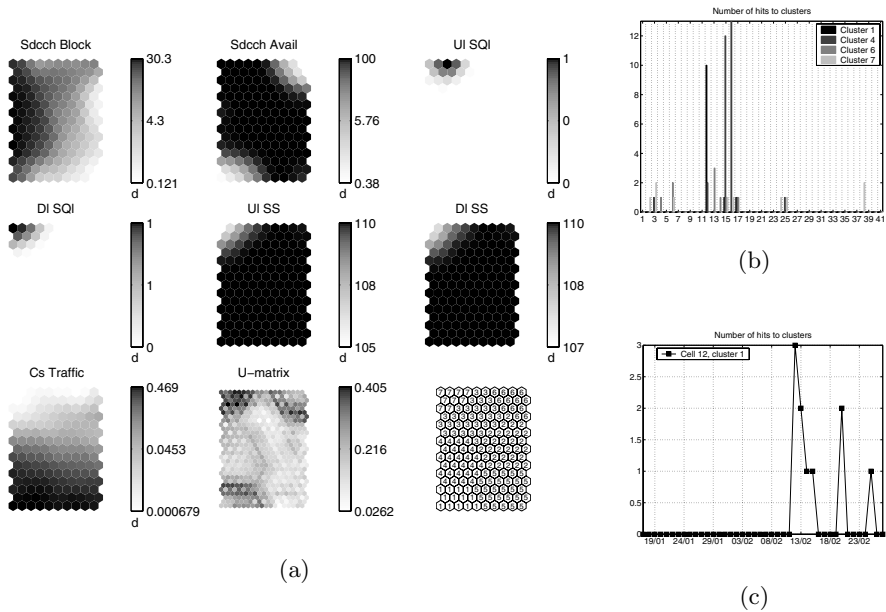 Sdcch Block
30.3
4.3
0.121
d
Sdcch Avail
100
5.76
0.38
d
Ul SQl
1
0
0
d
Dl SQl
1
1
0
d
Ul SS
110
108
105
d
Dl SS
110
108
107
d
Cs Traffic
0.469
0.0453
0.000679
d
U-matrix
0.405
0.216
0.0262
(a)
Number of hits to clusters
Cluster 1
Cluster 4
Cluster 6
Cluster 7
12
10
8
6
4
2
0
1 3 5 7 9 11 13 15 17 19 21 23 25 27 29 31 33 35 37 39 41
(b)
Number of hits to clusters
Cell 12, cluster 1
3
2.5
2
1.5
1
0.5
0
19/01 24/01 29/01 03/02 08/02 13/02 18/02 23/02
(c)